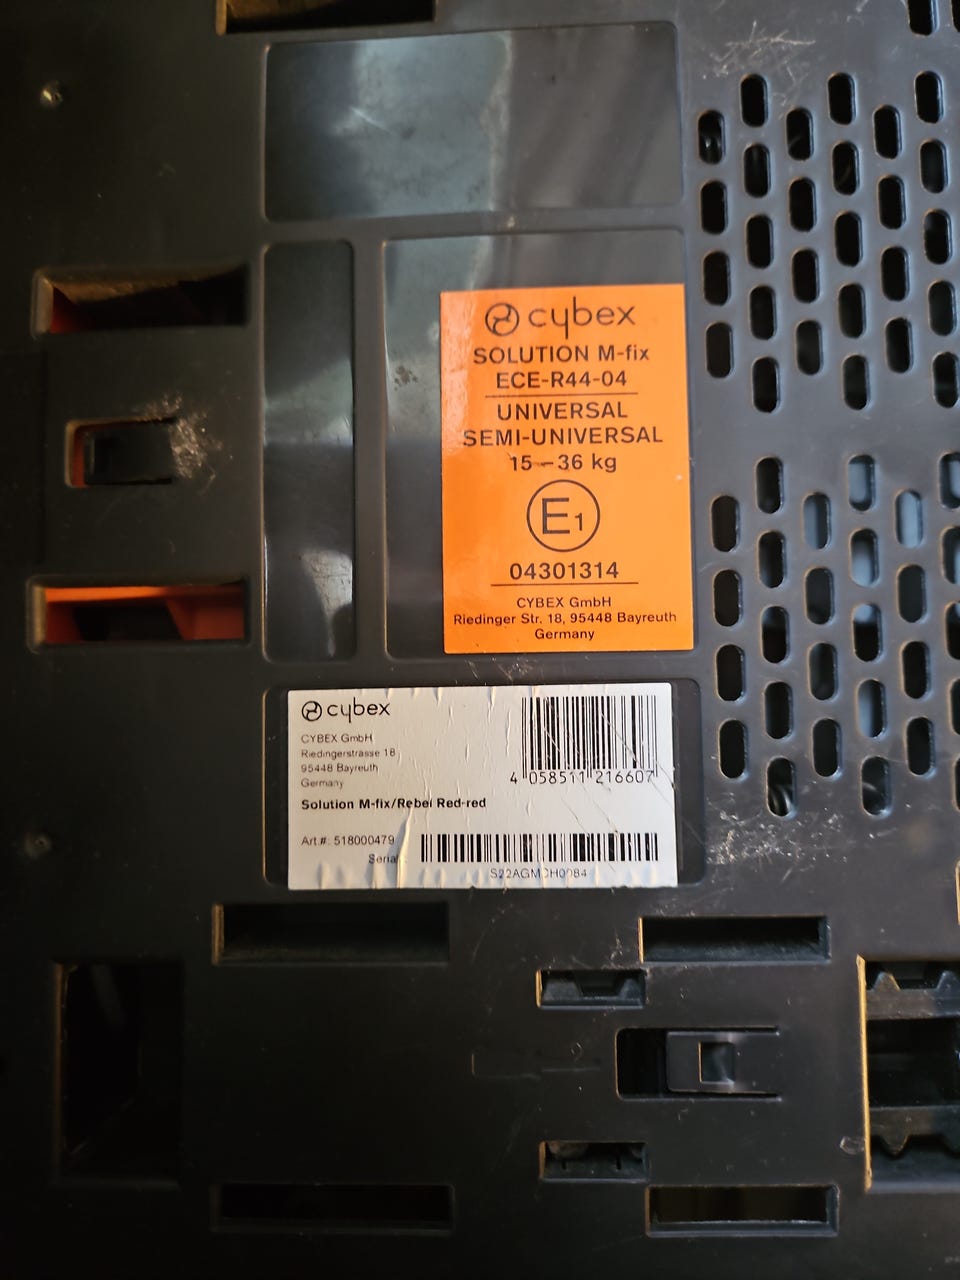 cybex
SOLUTION M-fix
ECE-R44-04
UNIVERSAL
SEMI-UNIVERSAL
15-36 kg
E1
04301314
CYBEX GmbH
Riedinger Str. 18, 95448 Bayreuth
Germany
cybex
CYBEX GmbH
Riedingerstrasse 18
95448 Bayreuth
Germany
4 058511 216607
Solution M-fix/Rebel Red-red
Art.#: 518000479
Serial